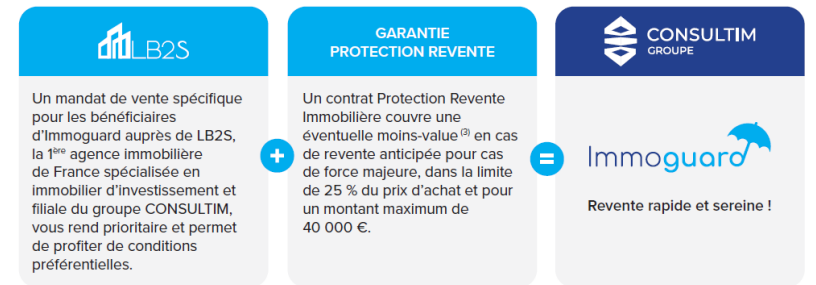 LB2S
Un mandat de vente spécifique
pour les bénéficiaires
d’Immoguard auprès de LB2S,
la 1ère agence immobilière
de France spécialisée en
immobilier d’investissement et
filiale du groupe CONSULTIM,
vous rend prioritaire et permet
de profiter de conditions
préférentielles.
+
GARANTIE
PROTECTION REVENTE
Un contrat Protection Revente
Immobilière couvre une
éventuelle moins-value (3) en cas
de revente anticipée pour cas
de force majeure, dans la limite
de 25 % du prix d’achat et pour
un montant maximum de
40 000 €.
=
CONSULTIM
GROUPE
Immoguard
Revente rapide et sereine !